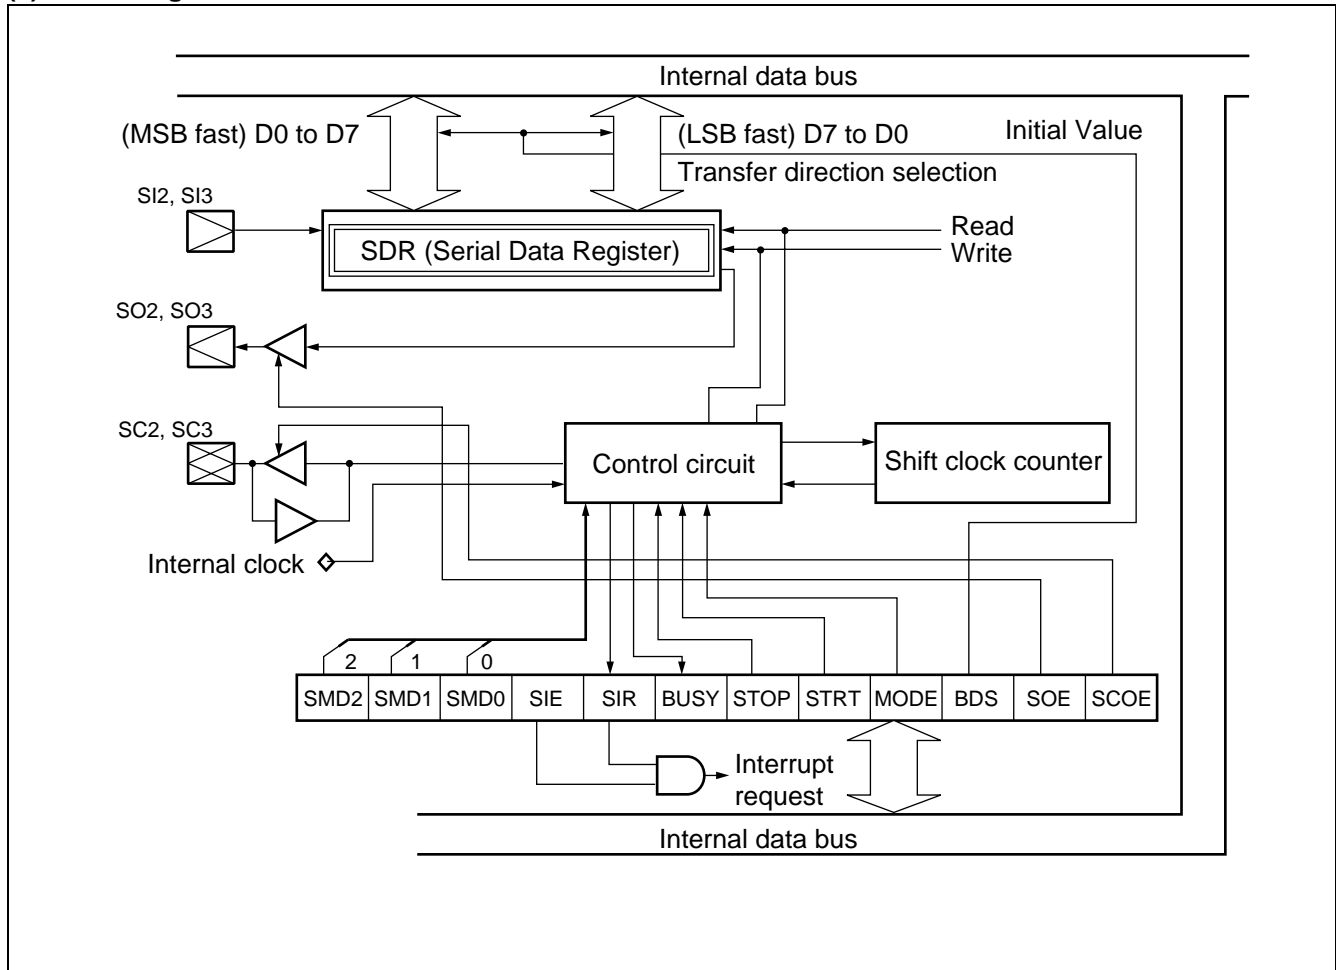 Internal data bus
(MSB fast) D0 to D7
(LSB fast) D7 to D0
Initial Value
Transfer direction selection
SI2, SI3
SDR (Serial Data Register)
Read
Write
SO2, SO3
SC2, SC3
Control circuit
Shift clock counter
Internal clock
2
1
0
SMD2
SMD1
SMD0
SIE
SIR
BUSY
STOP
STRT
MODE
BDS
SOE
SCOE
Interrupt
request
Internal data bus